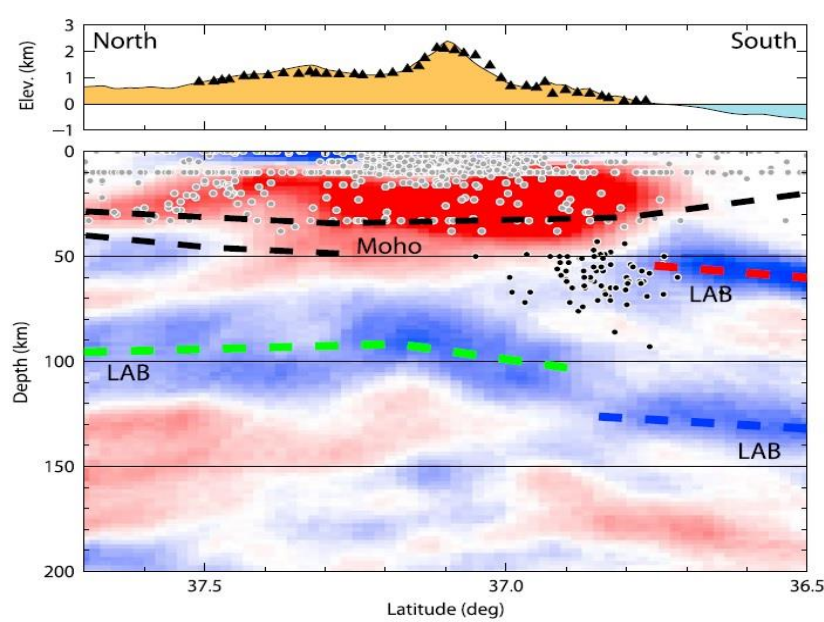 North
South
Elev. (km)
3
2
1
0
−1
Depth (km)
0
50
100
150
200
Moho
LAB
LAB
LAB
37.5
37.0
36.5
Latitude (deg)